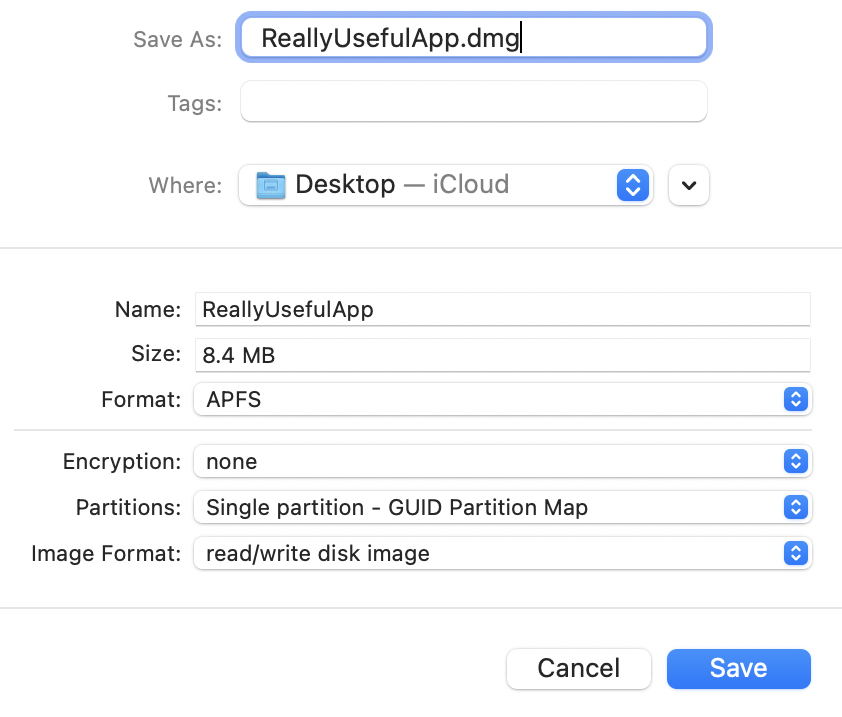 Save As: ReallyUsefulApp.dmg
Tags:
Where: Desktop — iCloud
Name: ReallyUsefulApp
Size: 8.4 MB
Format: APFS
Encryption: none
Partitions: Single partition - GUID Partition Map
Image Format: read/write disk image
Cancel Save